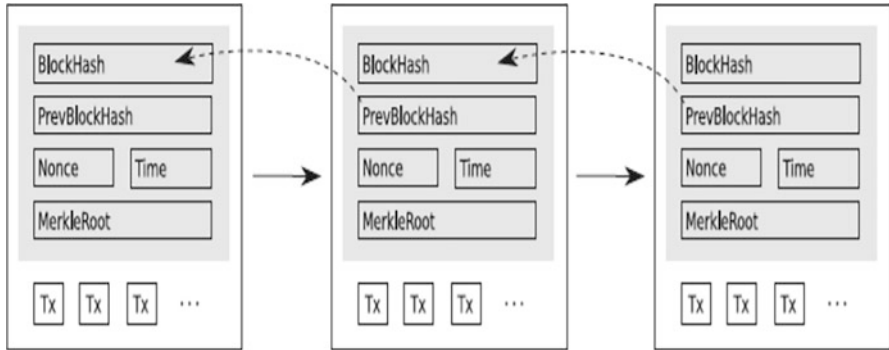 BlockHash
PrevBlockHash
Nonce Time
MerkleRoot
Tx Tx Tx ...
BlockHash
PrevBlockHash
Nonce Time
MerkleRoot
Tx Tx Tx ...
BlockHash
PrevBlockHash
Nonce Time
MerkleRoot
Tx Tx Tx ...